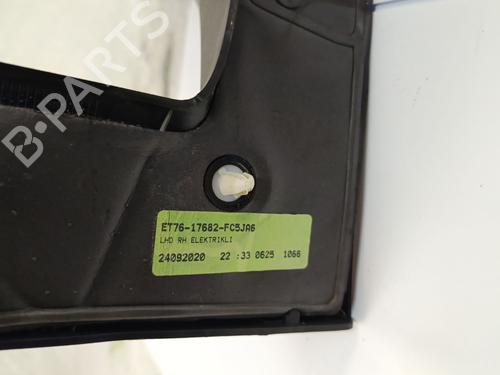 B-PARTS
ET76-17682-FC5JA6
LHD RH ELEKTRIKLI
24092020 22 :33 0625 1066